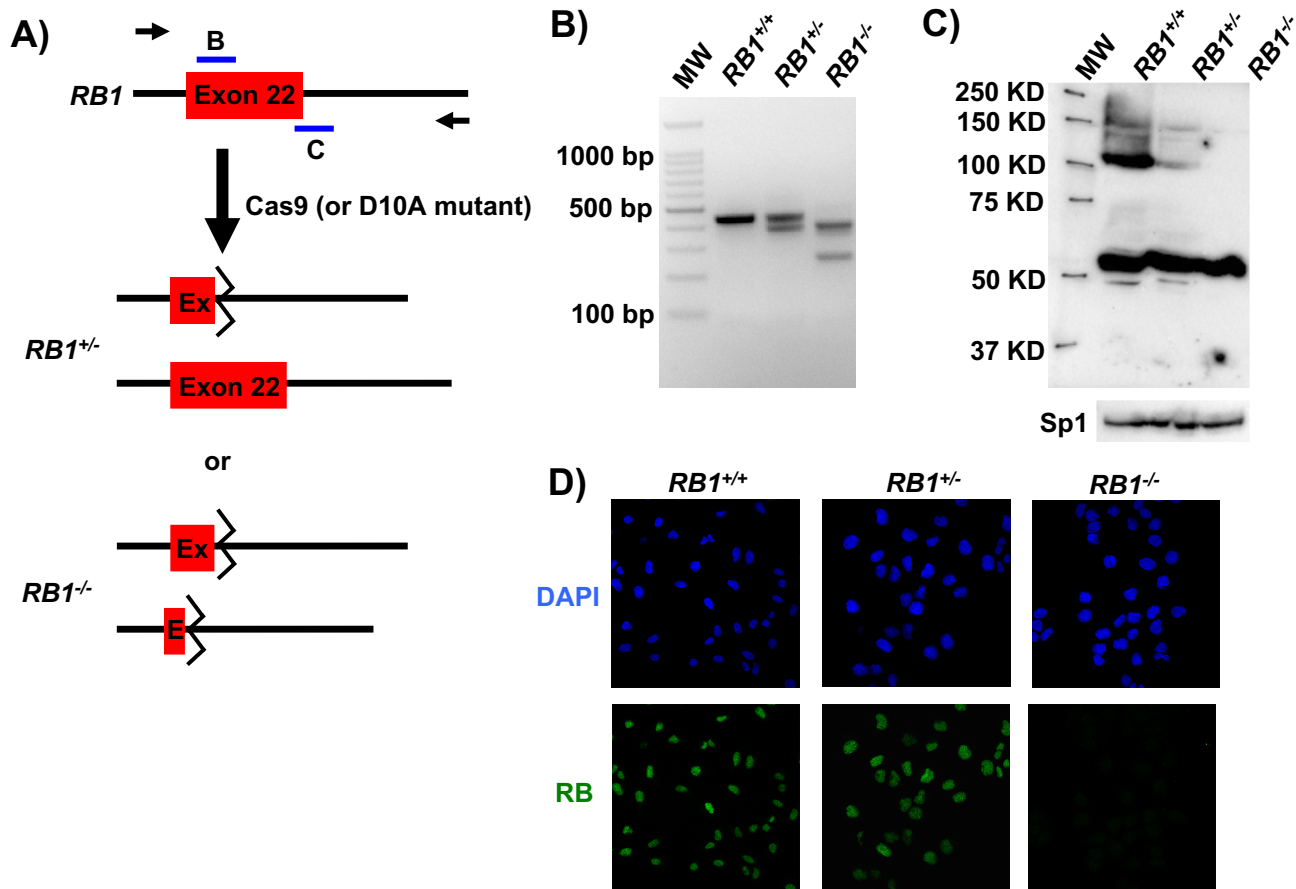 A)
B
RB1
Exon 22
C
Cas9 (or D10A mutant)
Ex
RB1+/-
Exon 22
or
Ex
RB1-/-
E
B)
MW
RB1+/+
RB1+/-
RB1-/-
1000 bp
500 bp
100 bp
C)
MW
RB1+/+
RB1+/-
RB1-/-
250 KD
150 KD
100 KD
75 KD
50 KD
37 KD
Sp1
D)
RB1+/+
RB1+/-
RB1-/-
DAPI
RB